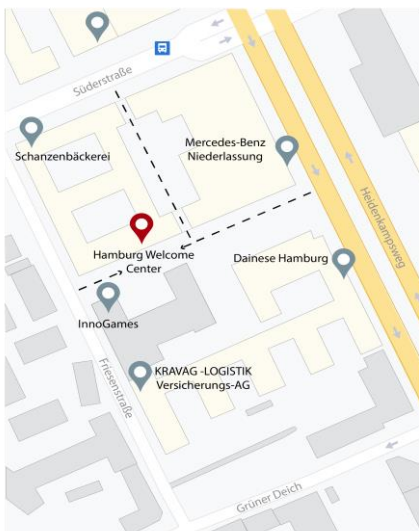 Süderstraße
Schanzenbäckerei
Mercedes-Benz
Niederlassung
Heidenkampsweg
Hamburg Welcome
Center
Dainese Hamburg
InnoGames
Friesenstraße
KRAVAG -LOGISTIK
Versicherungs-AG
Grüner Deich